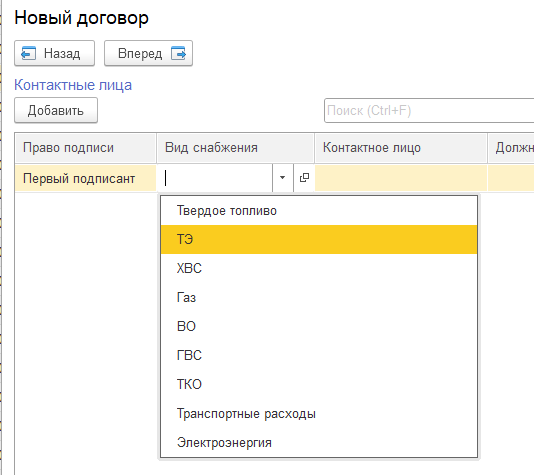 Новый договор
Назад Вперед
Контактные лица
Добавить Поиск (Ctrl+F)
Право подписи Вид снабжения Контактное лицо Должн
Первый подписант
Твердое топливо
ТЭ
ХВС
Газ
ВО
ГВС
ТКО
Транспортные расходы
Электроэнергия